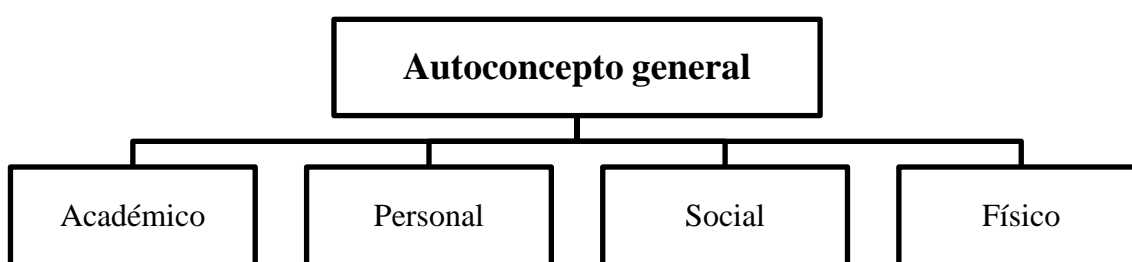 Autoconcepto general
Académico
Personal
Social
Físico